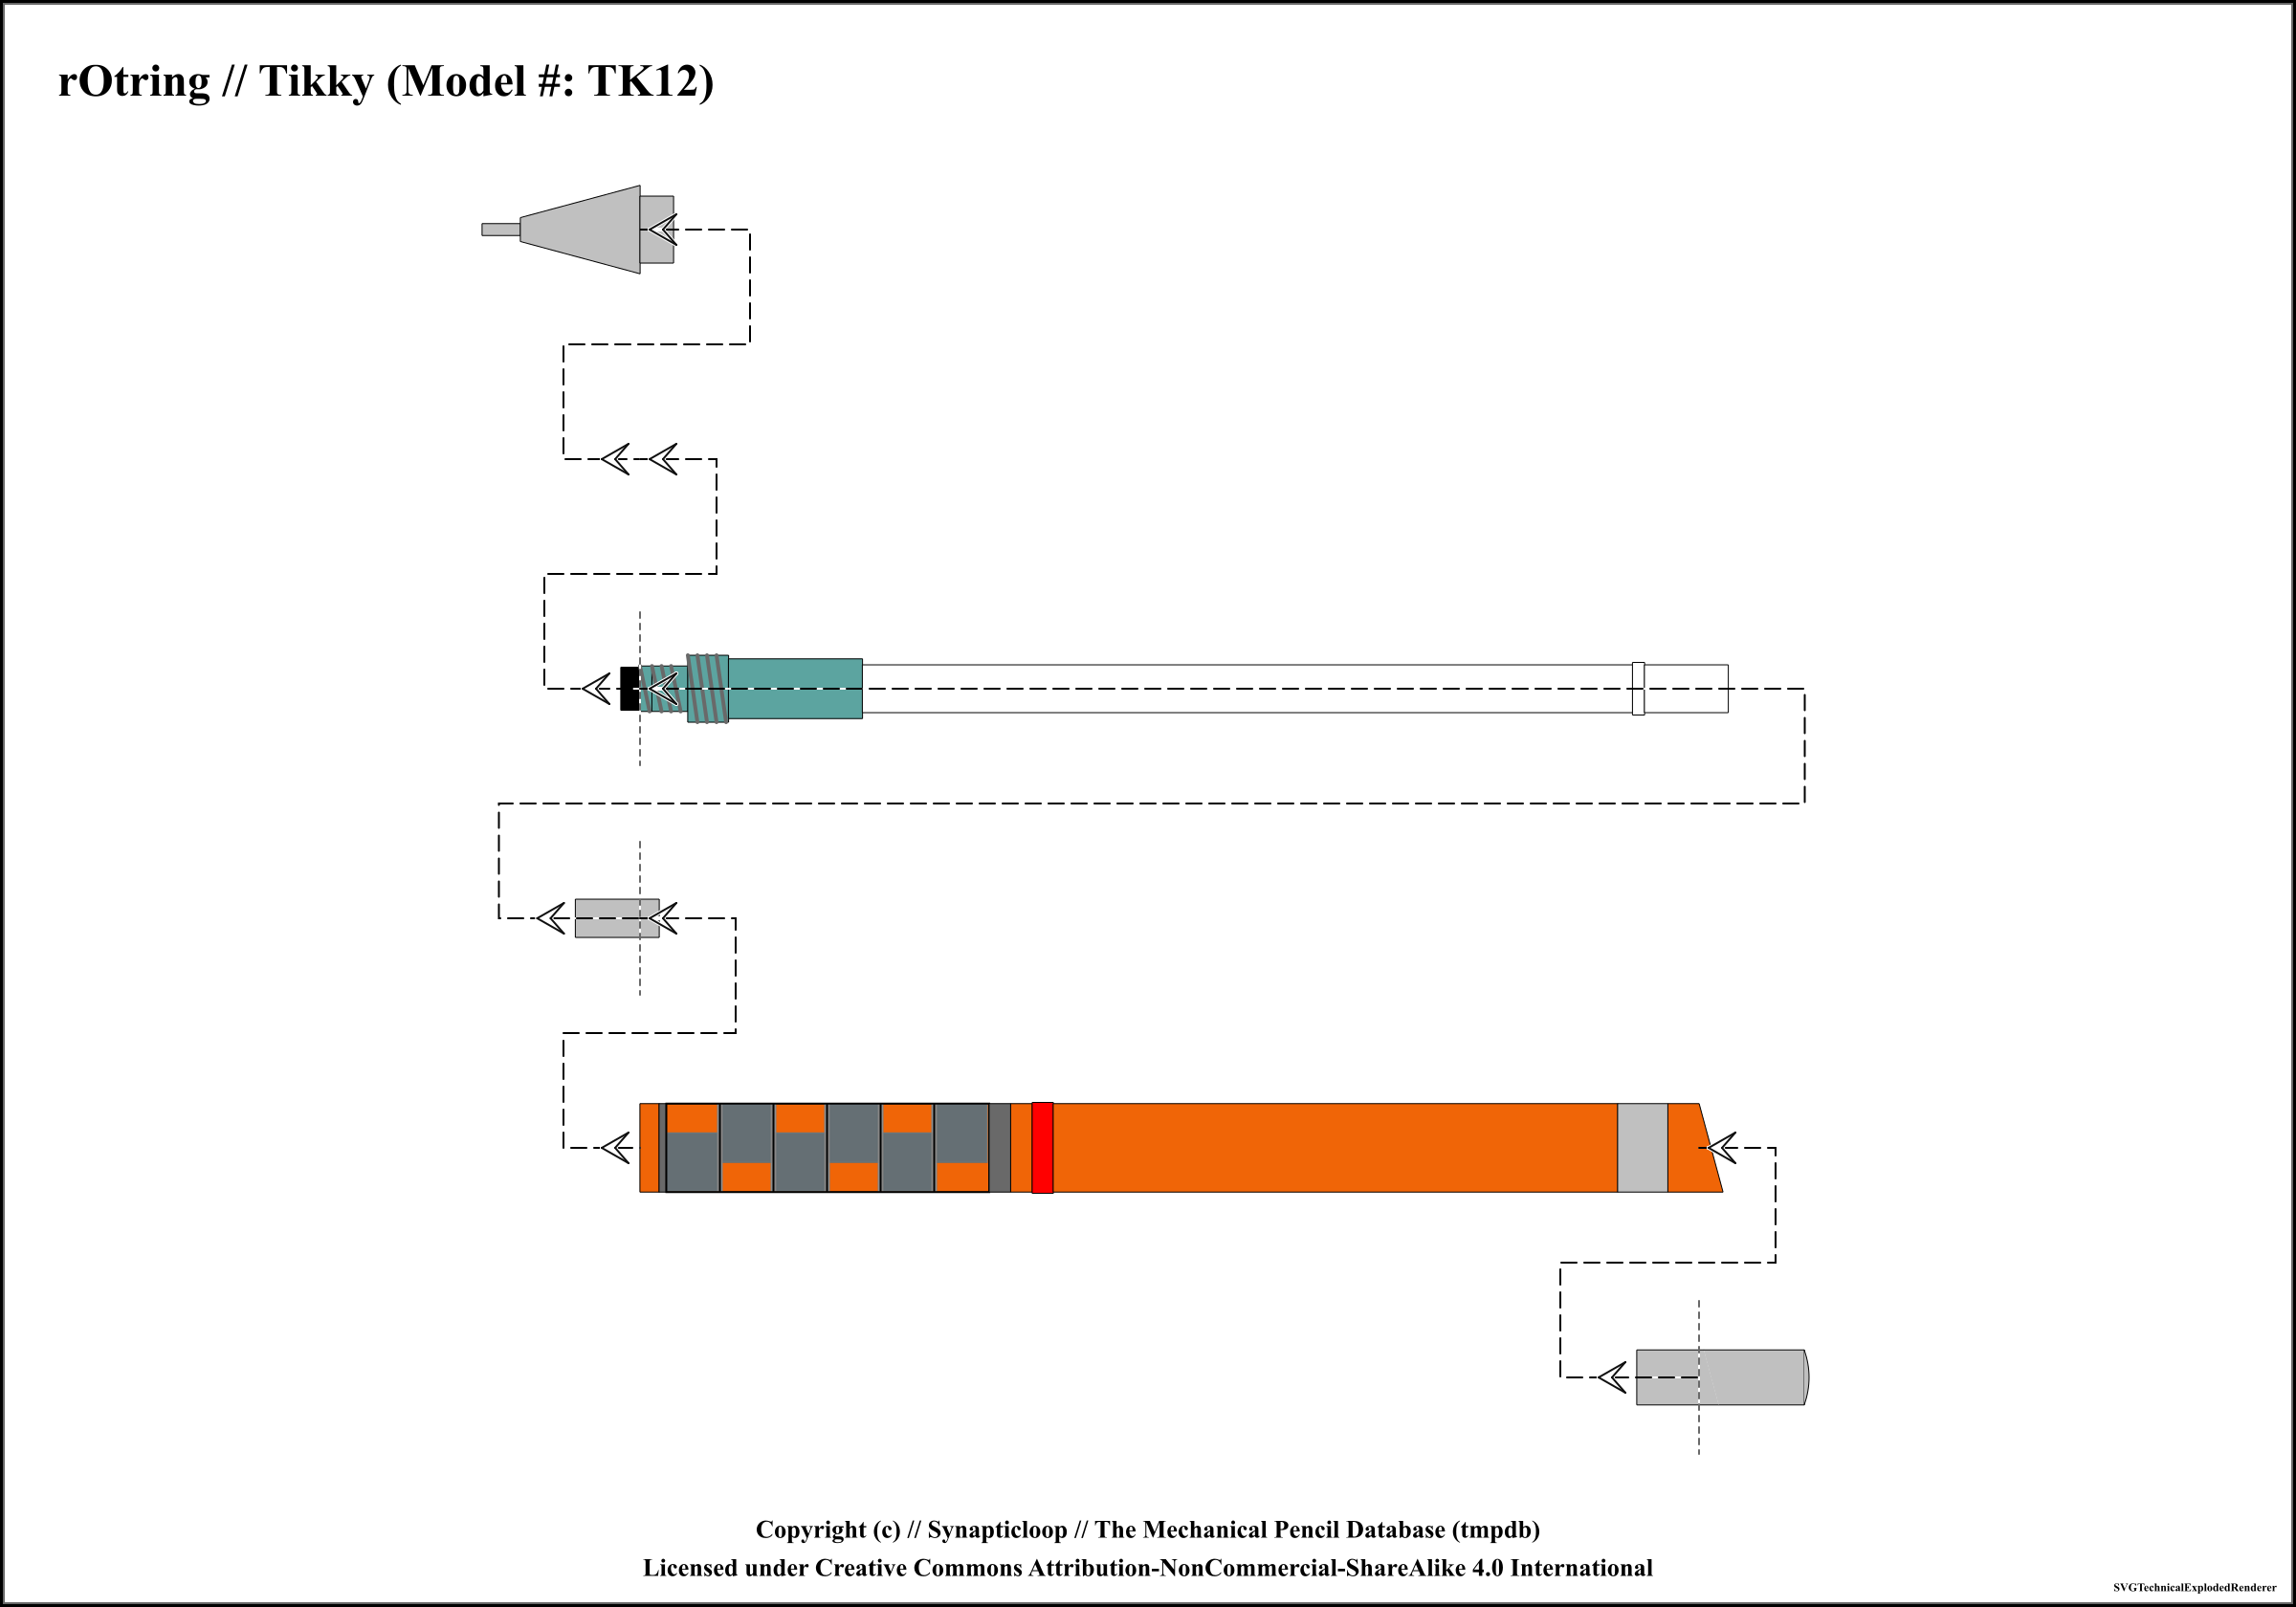 rOtring // Tikky (Model #: TK12)
Copyright (c) // Synapticloop // The Mechanical Pencil Database (tmpdb)
Licensed under Creative Commons Attribution-NonCommercial-ShareAlike 4.0 International
SVGTechnicalExplodedRenderer